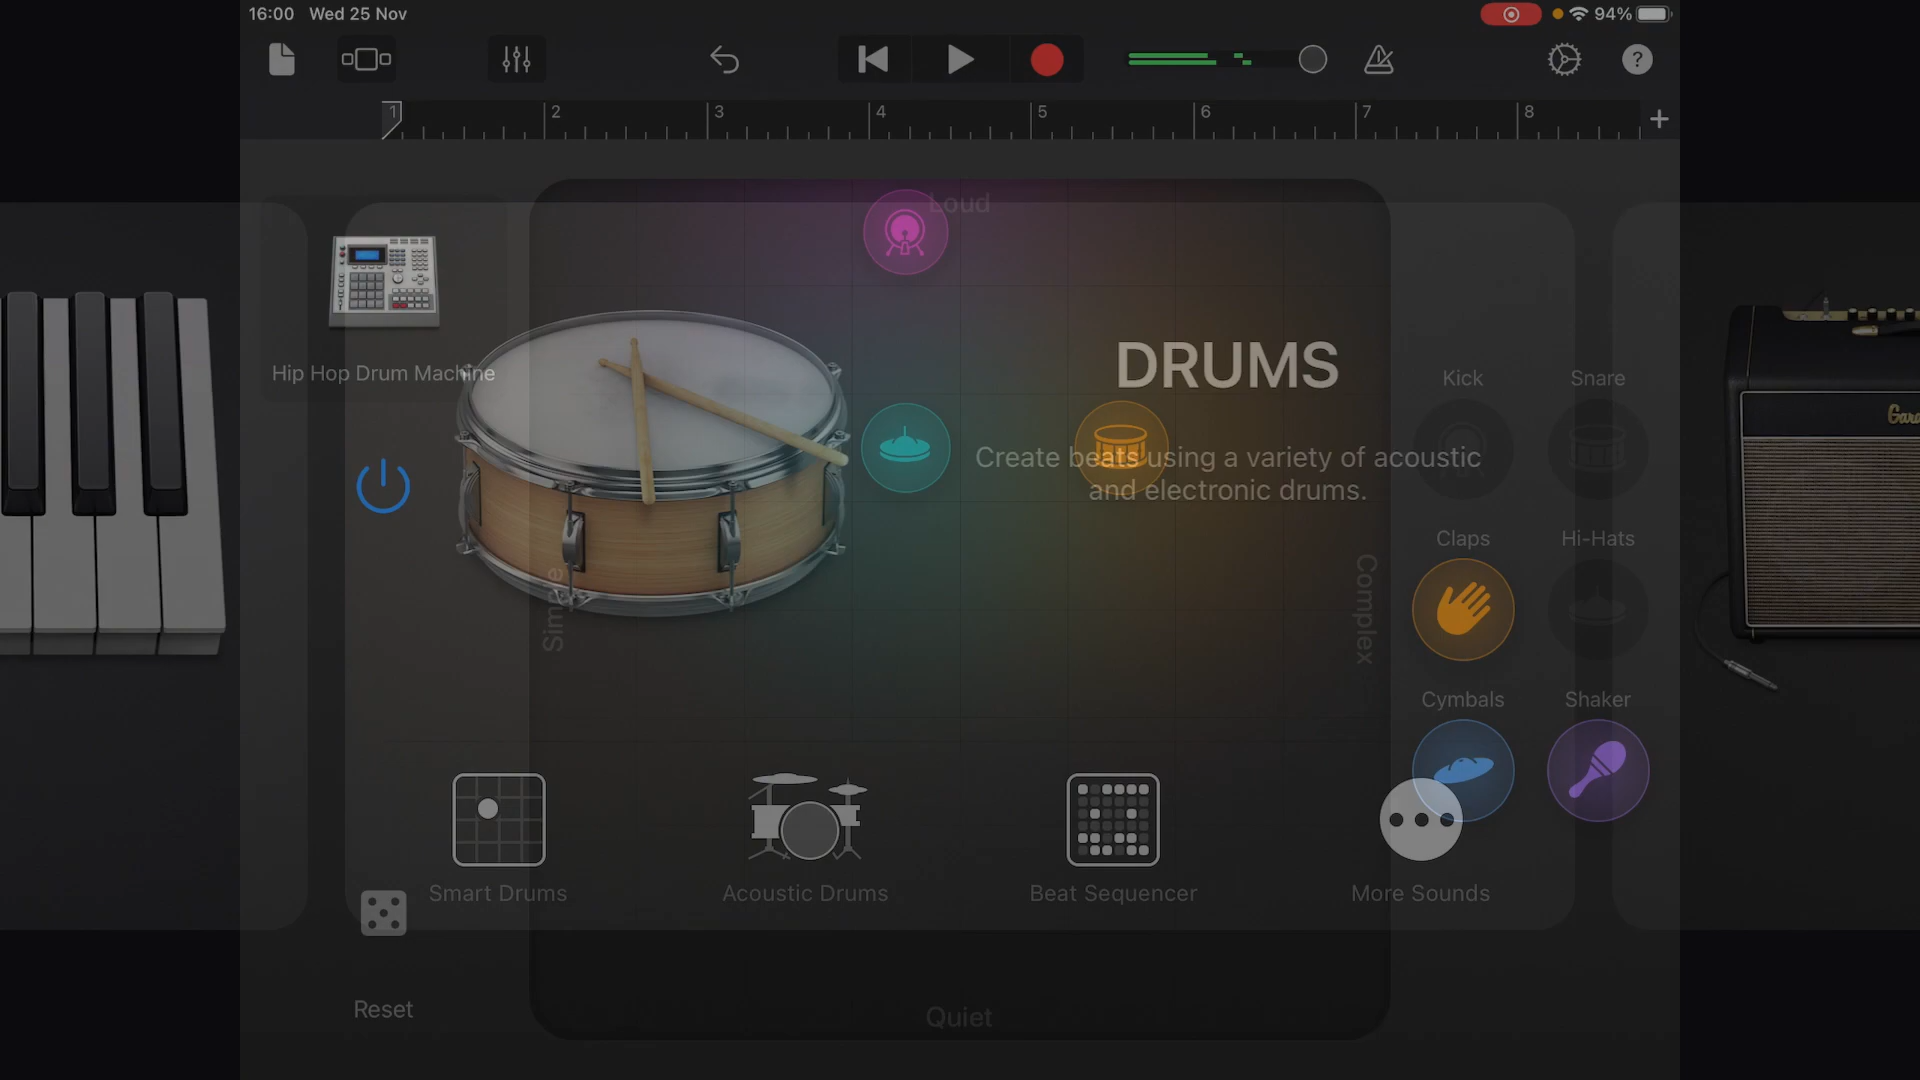 16:00 Wed 25 Nov
94%
?
1 2 3 4 5 6 7 8 +
Loud
Hip Hop Drum Machine
DRUMS
Create beats using a variety of acoustic
and electronic drums.
Kick Snare
Claps Hi-Hats
Simple
Complex
Cymbals Shaker
Smart Drums Acoustic Drums Beat Sequencer More Sounds
Reset
Quiet